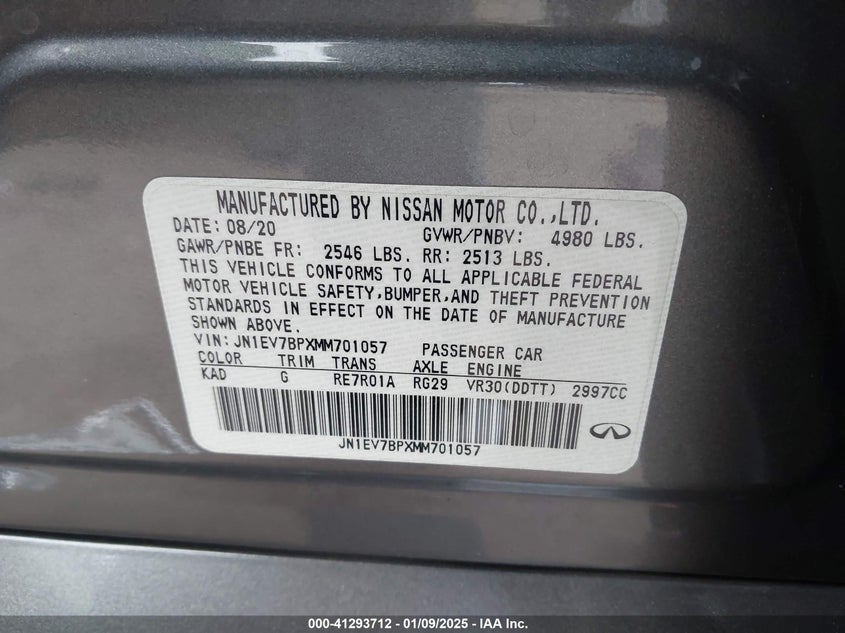 MANUFACTURED BY NISSAN MOTOR CO.,LTD.
DATE: 08/20 GVWR/PNBV: 4980 LBS.
GAWR/PNBE FR: 2546 LBS. RR: 2513 LBS.
THIS VEHICLE CONFORMS TO ALL APPLICABLE FEDERAL
MOTOR VEHICLE SAFETY,BUMPER,AND THEFT PREVENTION
STANDARDS IN EFFECT ON THE DATE OF MANUFACTURE
SHOWN ABOVE.
VIN: JN1EV7BPXMM701057 PASSENGER CAR
COLOR TRIM TRANS AXLE ENGINE
KAD G RE7R01A RG29 VR30(DDTT) 2997CC
JN1EV7BPXMM701057
000-41293712 - 01/09/2025 - IAA Inc.